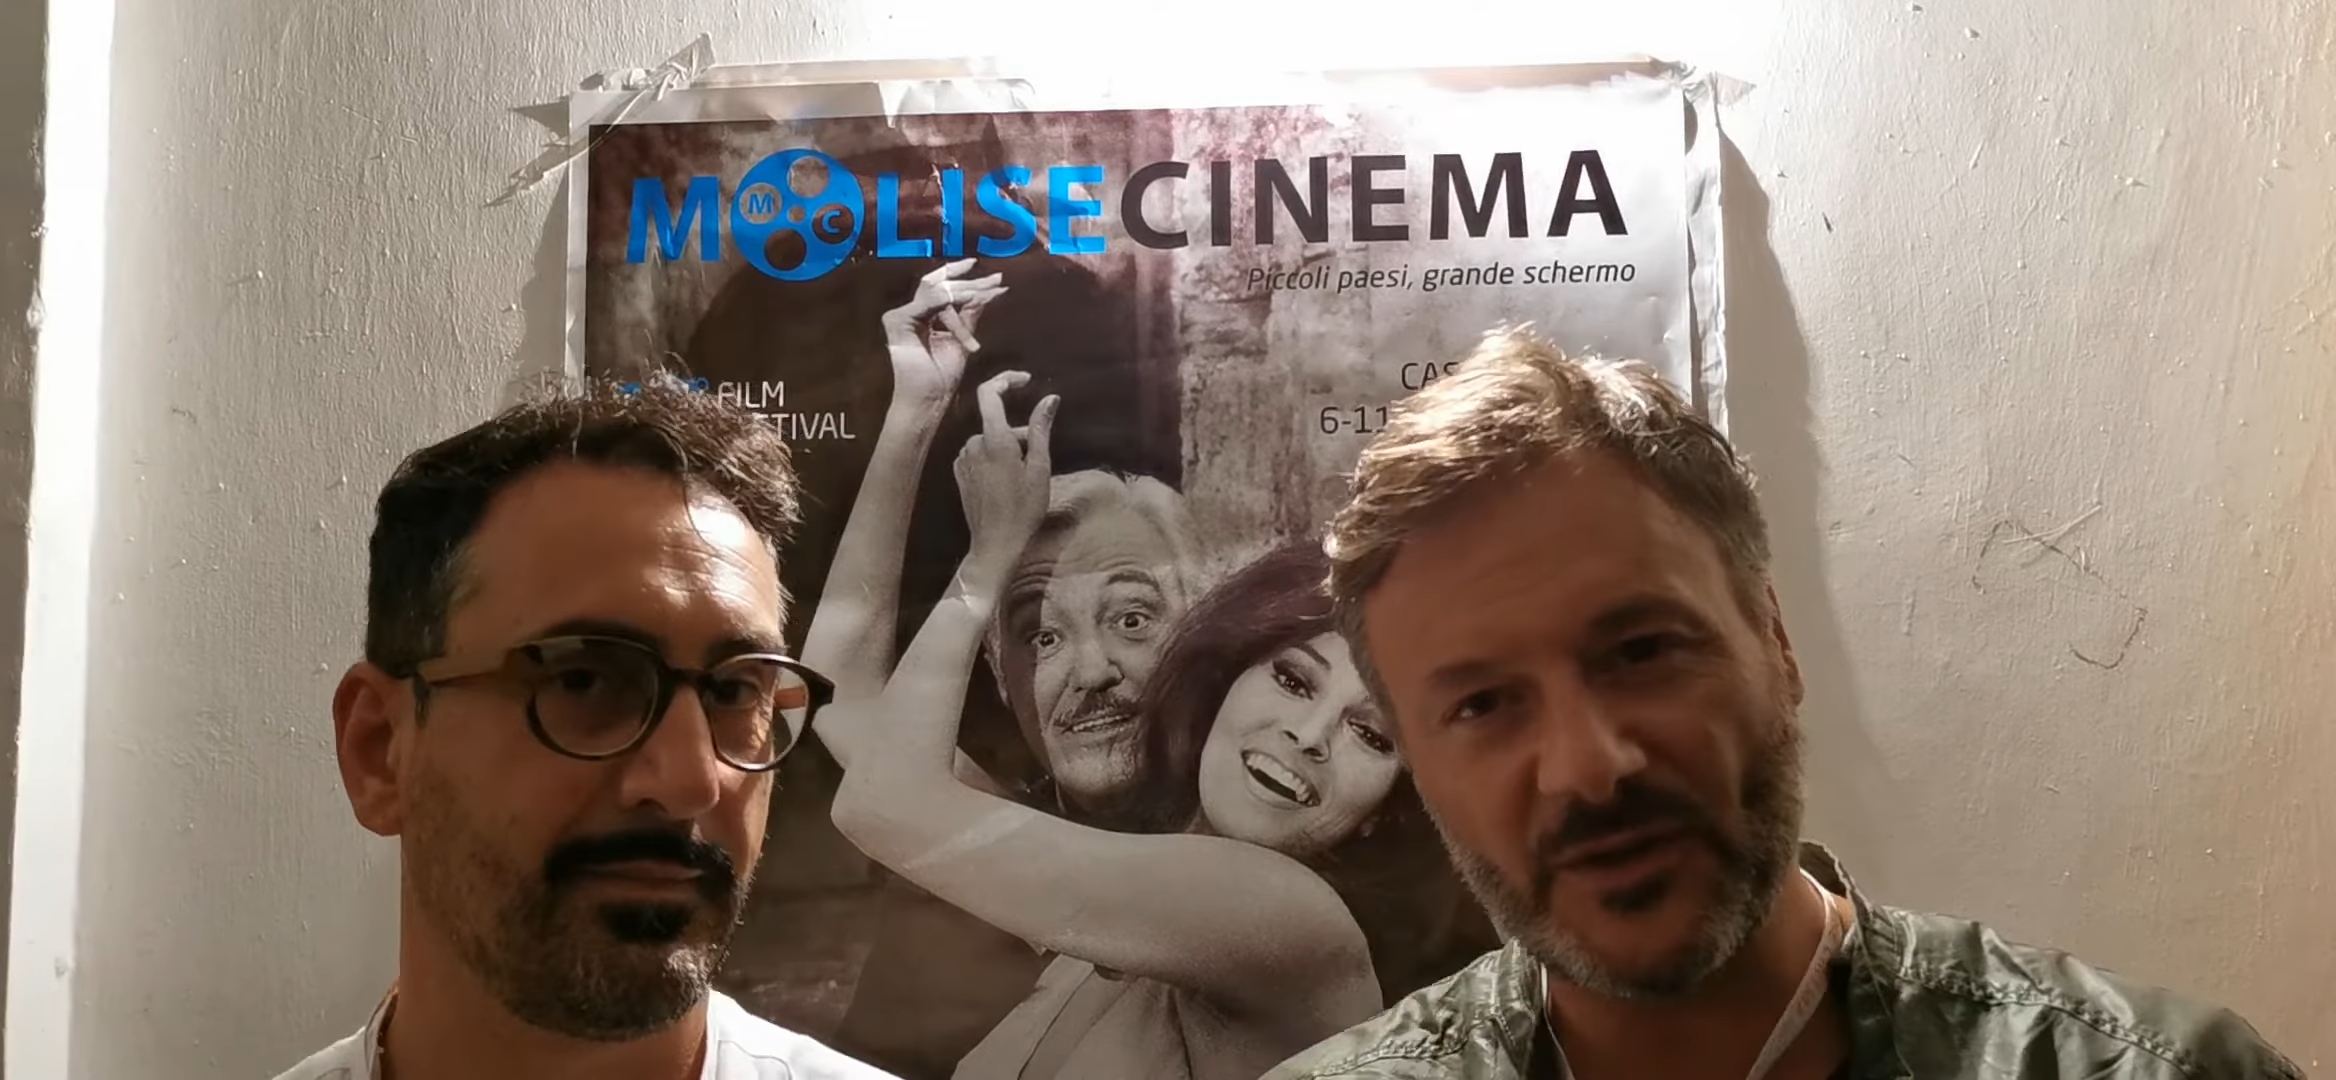 MOLISECINEMA
M C
Piccoli paesi, grande schermo
FILM
6-11